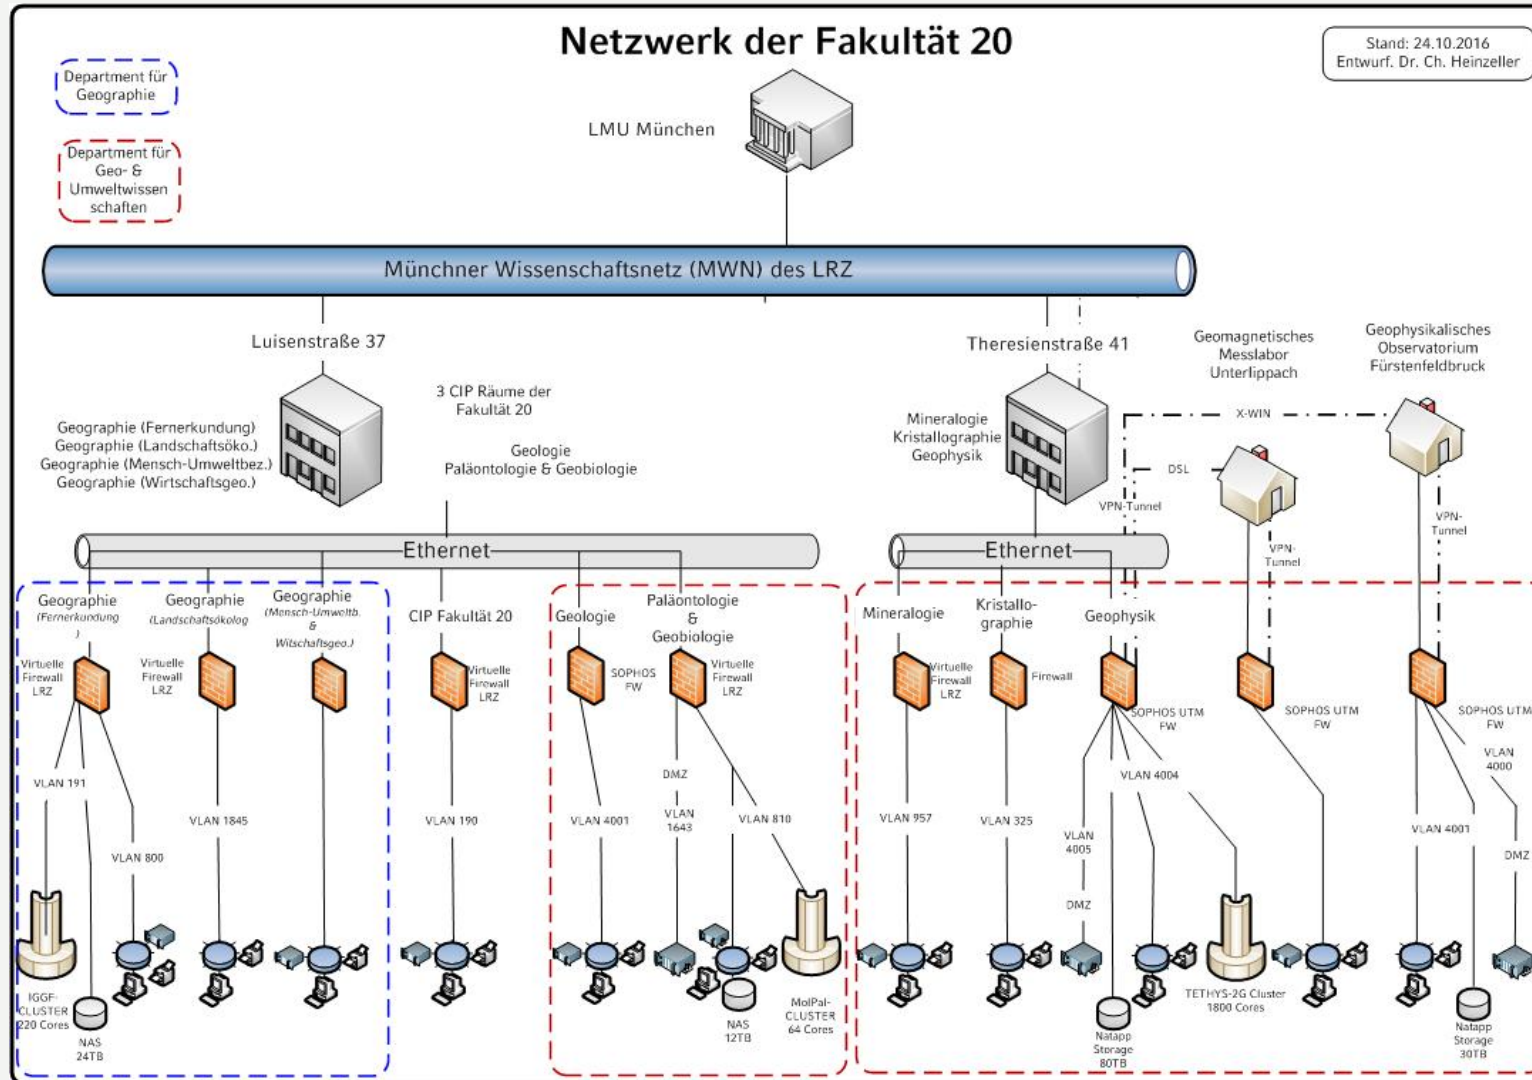 Netzwerk der Fakultät 20
Stand: 24.10.2016
Entwurf. Dr. Ch. Heinzeller
Department für
Geographie
Department für
Geo- &
Umweltwissen
schaften
LMU München
Münchner Wissenschaftsnetz (MWN) des LRZ
Luisenstraße 37
3 CIP Räume der
Fakultät 20
Geographie (Fernerkundung)
Geographie (Landschaftsöko.)
Geographie (Mensch-Umweltbez.)
Geographie (Wirtschaftsgeo.)
Geologie
Paläontologie & Geobiologie
Theresienstraße 41
Mineralogie
Kristallographie
Geophysik
Geomagnetisches
Messlabor
Unterlippach
Geophysikalisches
Observatorium
Fürstenfeldbruck
X-WIN
DSL
VPN-Tunnel
VPN-
Tunnel
VPN-
Tunnel
Ethernet
Ethernet
Geographie
(Fernerkundung
)
Geographie
(Landschaftsökolog
Geographie
(Mensch-Umweltb.
&
Witschaftsgeo.)
CIP Fakultät 20
Geologie
Paläontologie
&
Geobiologie
Mineralogie
Kristallo-
graphie
Geophysik
Virtuelle
Firewall
LRZ
Virtuelle
Firewall
LRZ
Virtuelle
Firewall
LRZ
SOPHOS
FW
Virtuelle
Firewall
LRZ
Virtuelle
Firewall
LRZ
Firewall
SOPHOS UTM
FW
SOPHOS UTM
FW
SOPHOS UTM
FW
VLAN 191
VLAN 800
VLAN 1845
VLAN 190
VLAN 4001
DMZ
VLAN
1643
VLAN 810
VLAN 957
VLAN 325
VLAN
4005
DMZ
VLAN 4004
VLAN 4001
VLAN
4000
DMZ
IGGF-
CLUSTER
220 Cores
NAS
24TB
NAS
12TB
MolPal-
CLUSTER
64 Cores
Natapp
Storage
80TB
TETHYS-2G Cluster
1800 Cores
Natapp
Storage
30TB